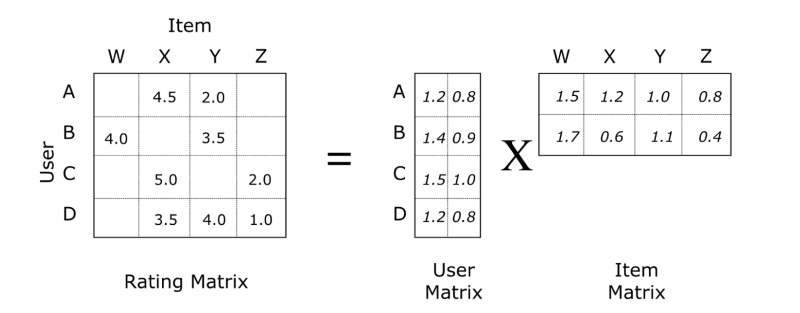 Item
W X Y Z W X Y Z
A 4.5 2.0 A 1.2 0.8 1.5 1.2 1.0 0.8
B 4.0 3.5 B 1.4 0.9 1.7 0.6 1.1 0.4
User = X
C 5.0 2.0 C 1.5 1.0
D 3.5 4.0 1.0 D 1.2 0.8
Rating Matrix
User
Matrix
Item
Matrix